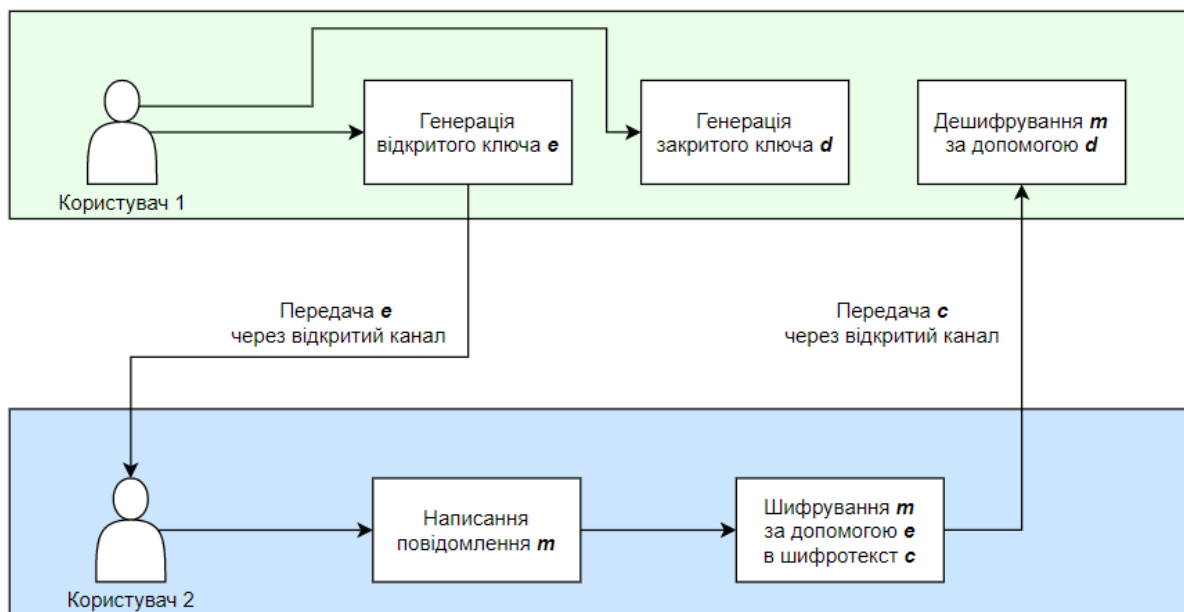 Генерація
відкритого ключа e
Генерація
закритого ключа d
Дешифрування m
за допомогою d
Користувач 1
Передача e
через відкритий канал
Передача c
через відкритий канал
Написання
повідомлення m
Шифрування m
за допомогою e
в шифротекст c
Користувач 2